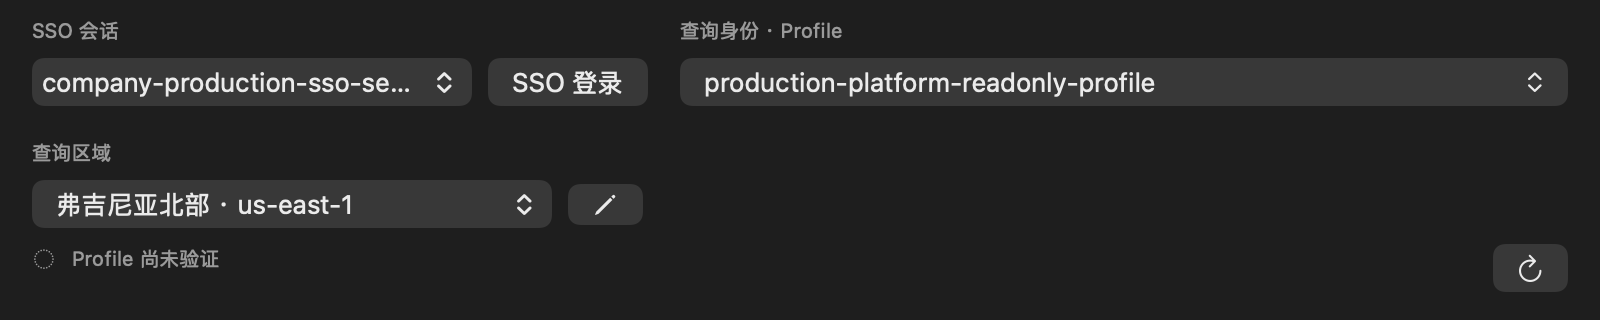 SSO 会话
查询身份 · Profile
company-production-sso-se...
SSO 登录
production-platform-readonly-profile
查询区域
弗吉尼亚北部 · us-east-1
Profile 尚未验证